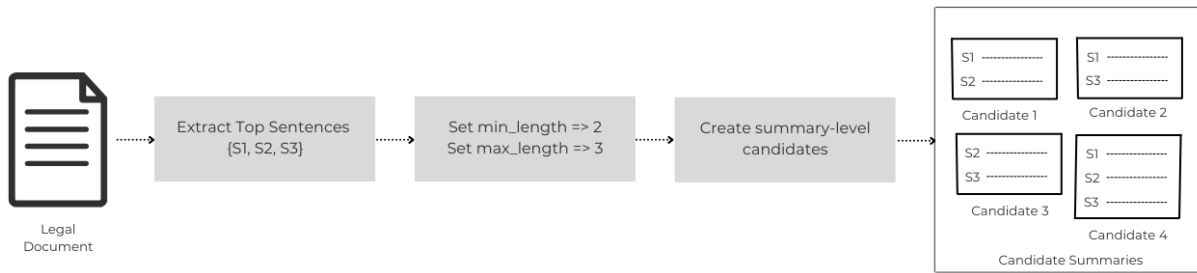 Legal
Document
Extract Top Sentences
{S1, S2, S3}
Set min_length => 2
Set max_length => 3
Create summary-level
candidates
S1 ----------------
S2 ----------------
Candidate 1
S1 ----------------
S3 ----------------
Candidate 2
S2 ----------------
S3 ----------------
Candidate 3
S1 ----------------
S2 ----------------
S3 ----------------
Candidate 4
Candidate Summaries